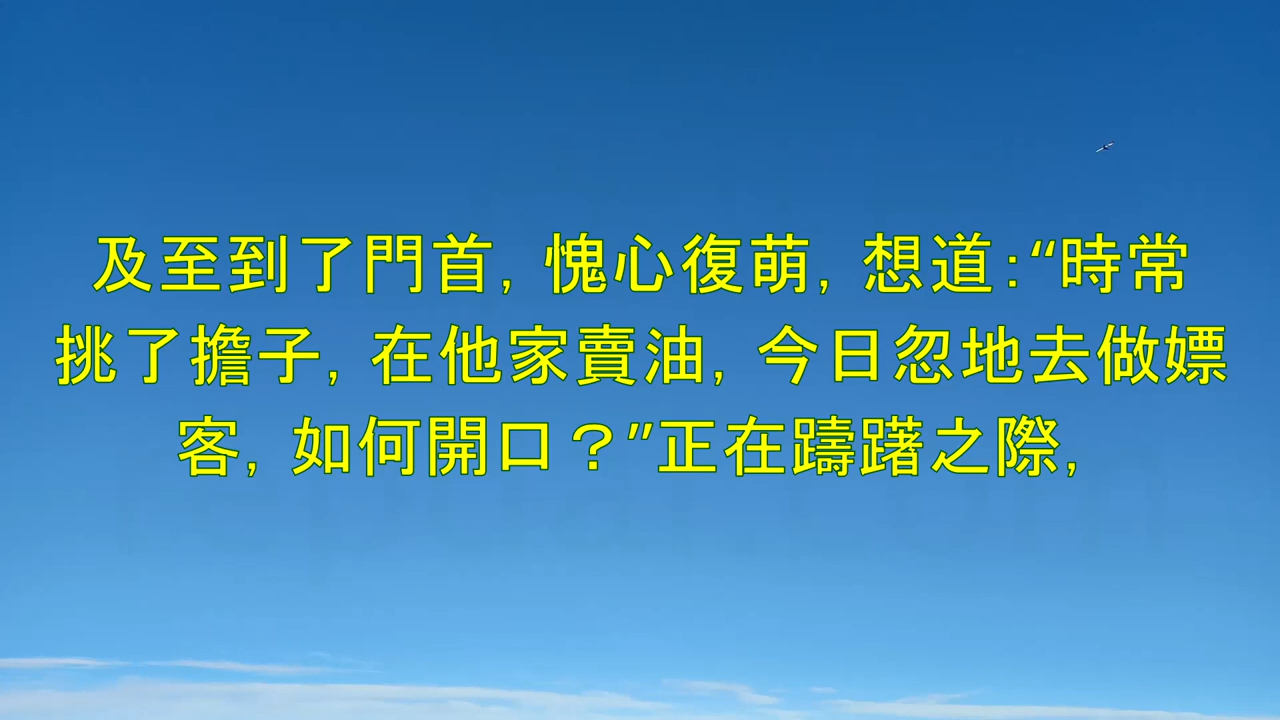 及至到了門首，愧心復萌，想道：“時常
挑了擔子，在他家賣油，今日忽地去做嫖
客，如何開口？”正在躊躇之際，